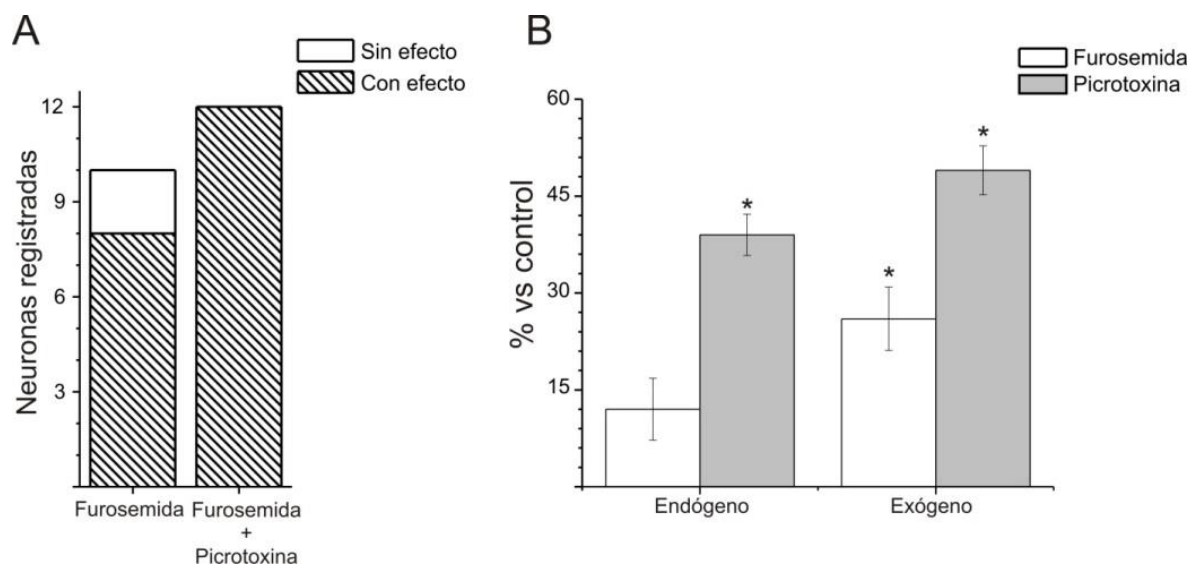 A
Sin efecto
Con efecto
Neuronas registradas
12
9
6
3
Furosemida
Furosemida
+
Picrotoxina
B
Furosemida
Picrotoxina
% vs control
60
45
30
15
*
*
*
Endógeno
Exógeno